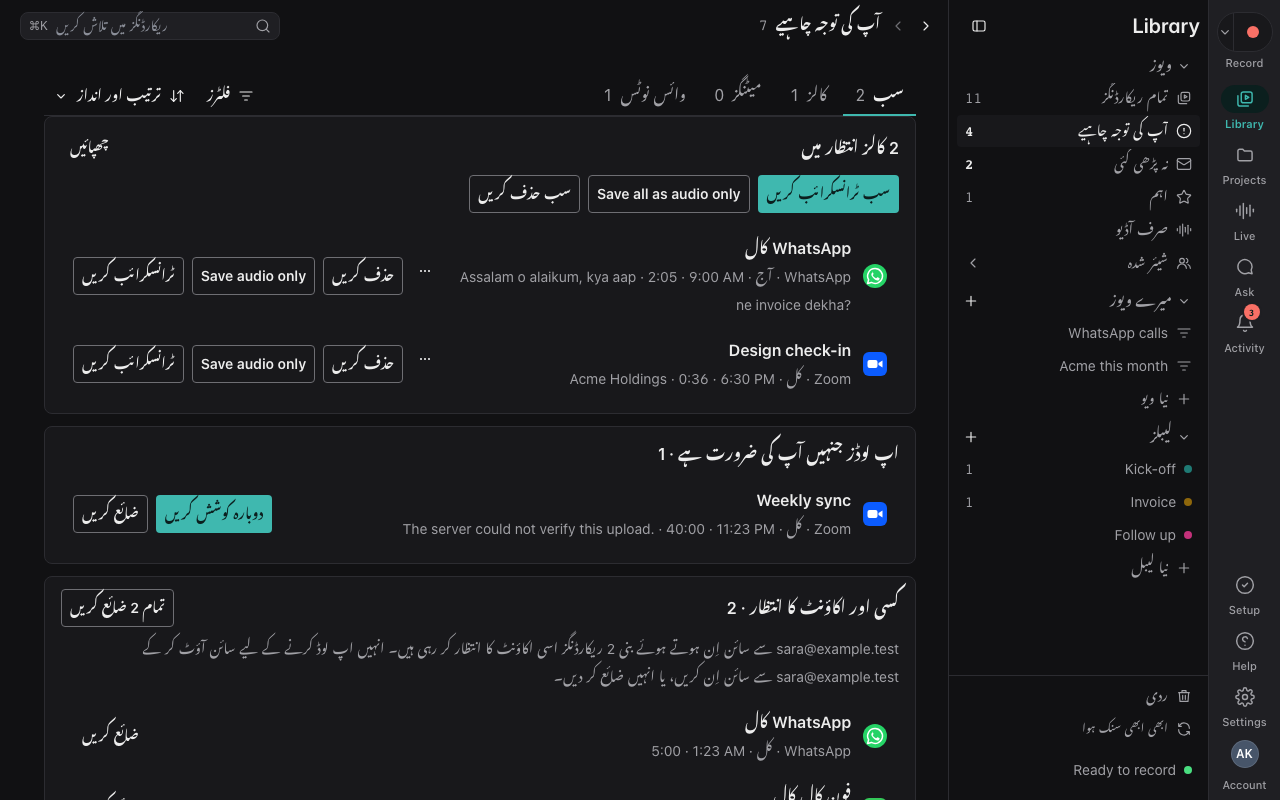 Record
Library
Projects
Live
Ask
3
Activity
Setup
Help
Settings
AK
Account
Library
ویوز
تمام ریکارڈنگز 11
آپ کی توجہ چاہیے 4
نہ پڑھی گئی 2
اہم 1
صرف آڈیو
شیئر شدہ
میرے ویوز
WhatsApp calls
Acme this month
نیا ویو
لیبلز
Kick-off 1
Invoice 1
Follow up
نیا لیبل
ردی
ابھی ابھی سنک ہوا
Ready to record
آپ کی توجہ چاہیے 7
ریکارڈنگز میں تلاش کریں ⌘K
سب 2 کالز 1 میٹنگز 0 وائس نوٹس 1
فلٹرز ترتیب اور انداز
2 کالز انتظار میں چھپائیں
سب ٹرانسکرائب کریں Save all as audio only سب حذف کریں
WhatsApp کال
WhatsApp · آج · 9:00 AM · 2:05 · Assalam o alaikum, kya aap
ne invoice dekha?
··· حذف کریں Save audio only ٹرانسکرائب کریں
Design check-in
Zoom · کل · 6:30 PM · 0:36 · Acme Holdings
··· حذف کریں Save audio only ٹرانسکرائب کریں
اپ لوڈز جنہیں آپ کی ضرورت ہے · 1
Weekly sync
Zoom · کل · 11:23 PM · 40:00 · The server could not verify this upload.
دوبارہ کوشش کریں ضائع کریں
کسی اور اکاؤنٹ کا انتظار · 2 تمام 2 ضائع کریں
sara@example.test سے سائن اِن ہوتے ہوئے بنی 2 ریکارڈنگز اسی اکاؤنٹ کا انتظار کر رہی ہیں۔ انہیں اپ لوڈ کرنے کے لیے سائن آؤٹ کر کے
sara@example.test سے سائن اِن کریں، یا انہیں ضائع کر دیں۔
WhatsApp کال
WhatsApp · کل · 1:23 AM · 5:00
ضائع کریں
فون کال کال